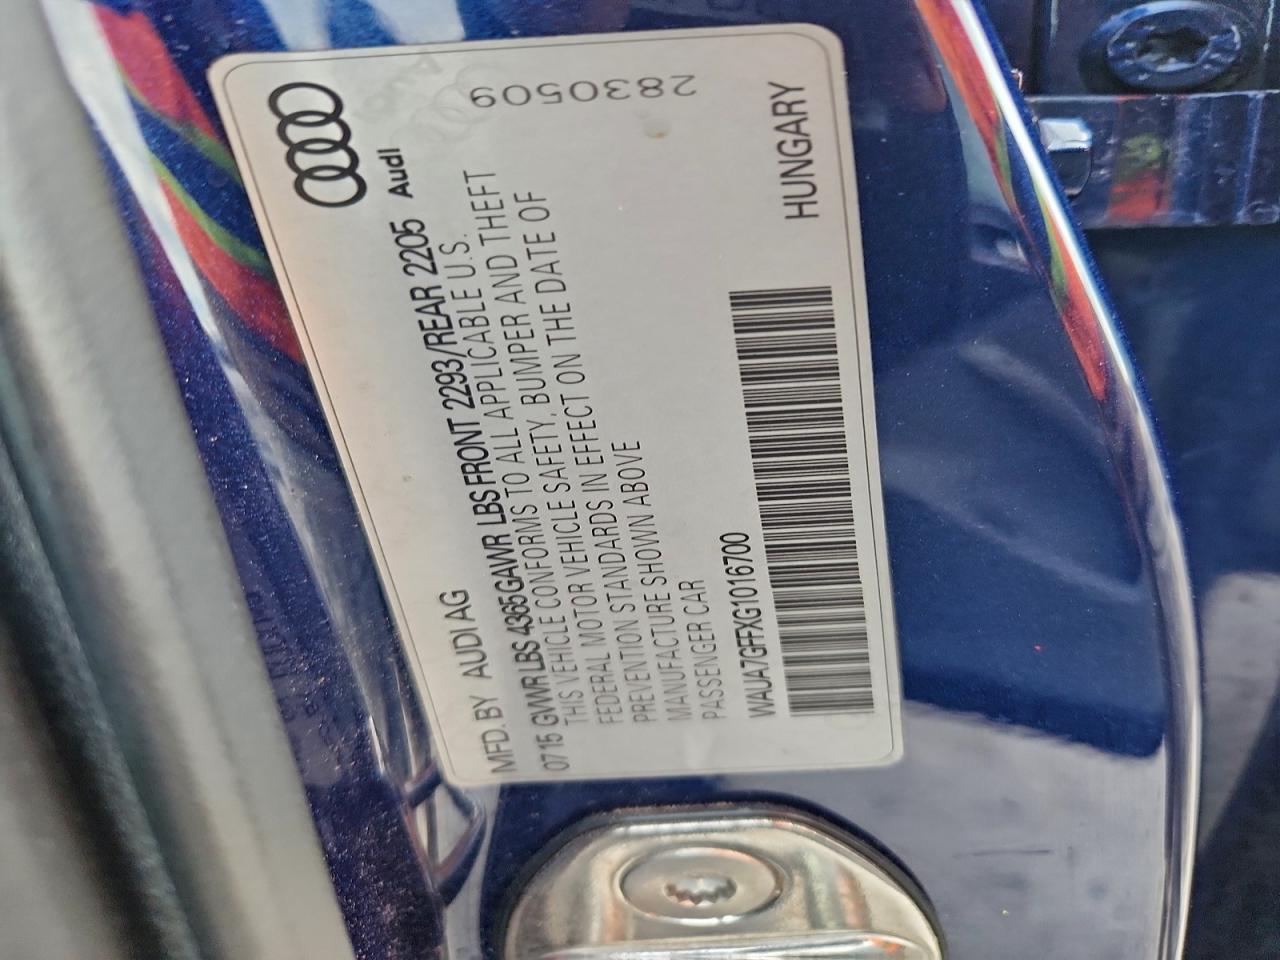 MFD. BY AUDI AG
0715 GVWR LBS 4365 GAWR LBS FRONT 2293/REAR 2205 Audi
THIS VEHICLE CONFORMS TO ALL APPLICABLE U.S.
FEDERAL MOTOR VEHICLE SAFETY, BUMPER AND THEFT
PREVENTION STANDARDS IN EFFECT ON THE DATE OF
MANUFACTURE SHOWN ABOVE
PASSENGER CAR
WAUA7GFFXG1016700
HUNGARY
2830509